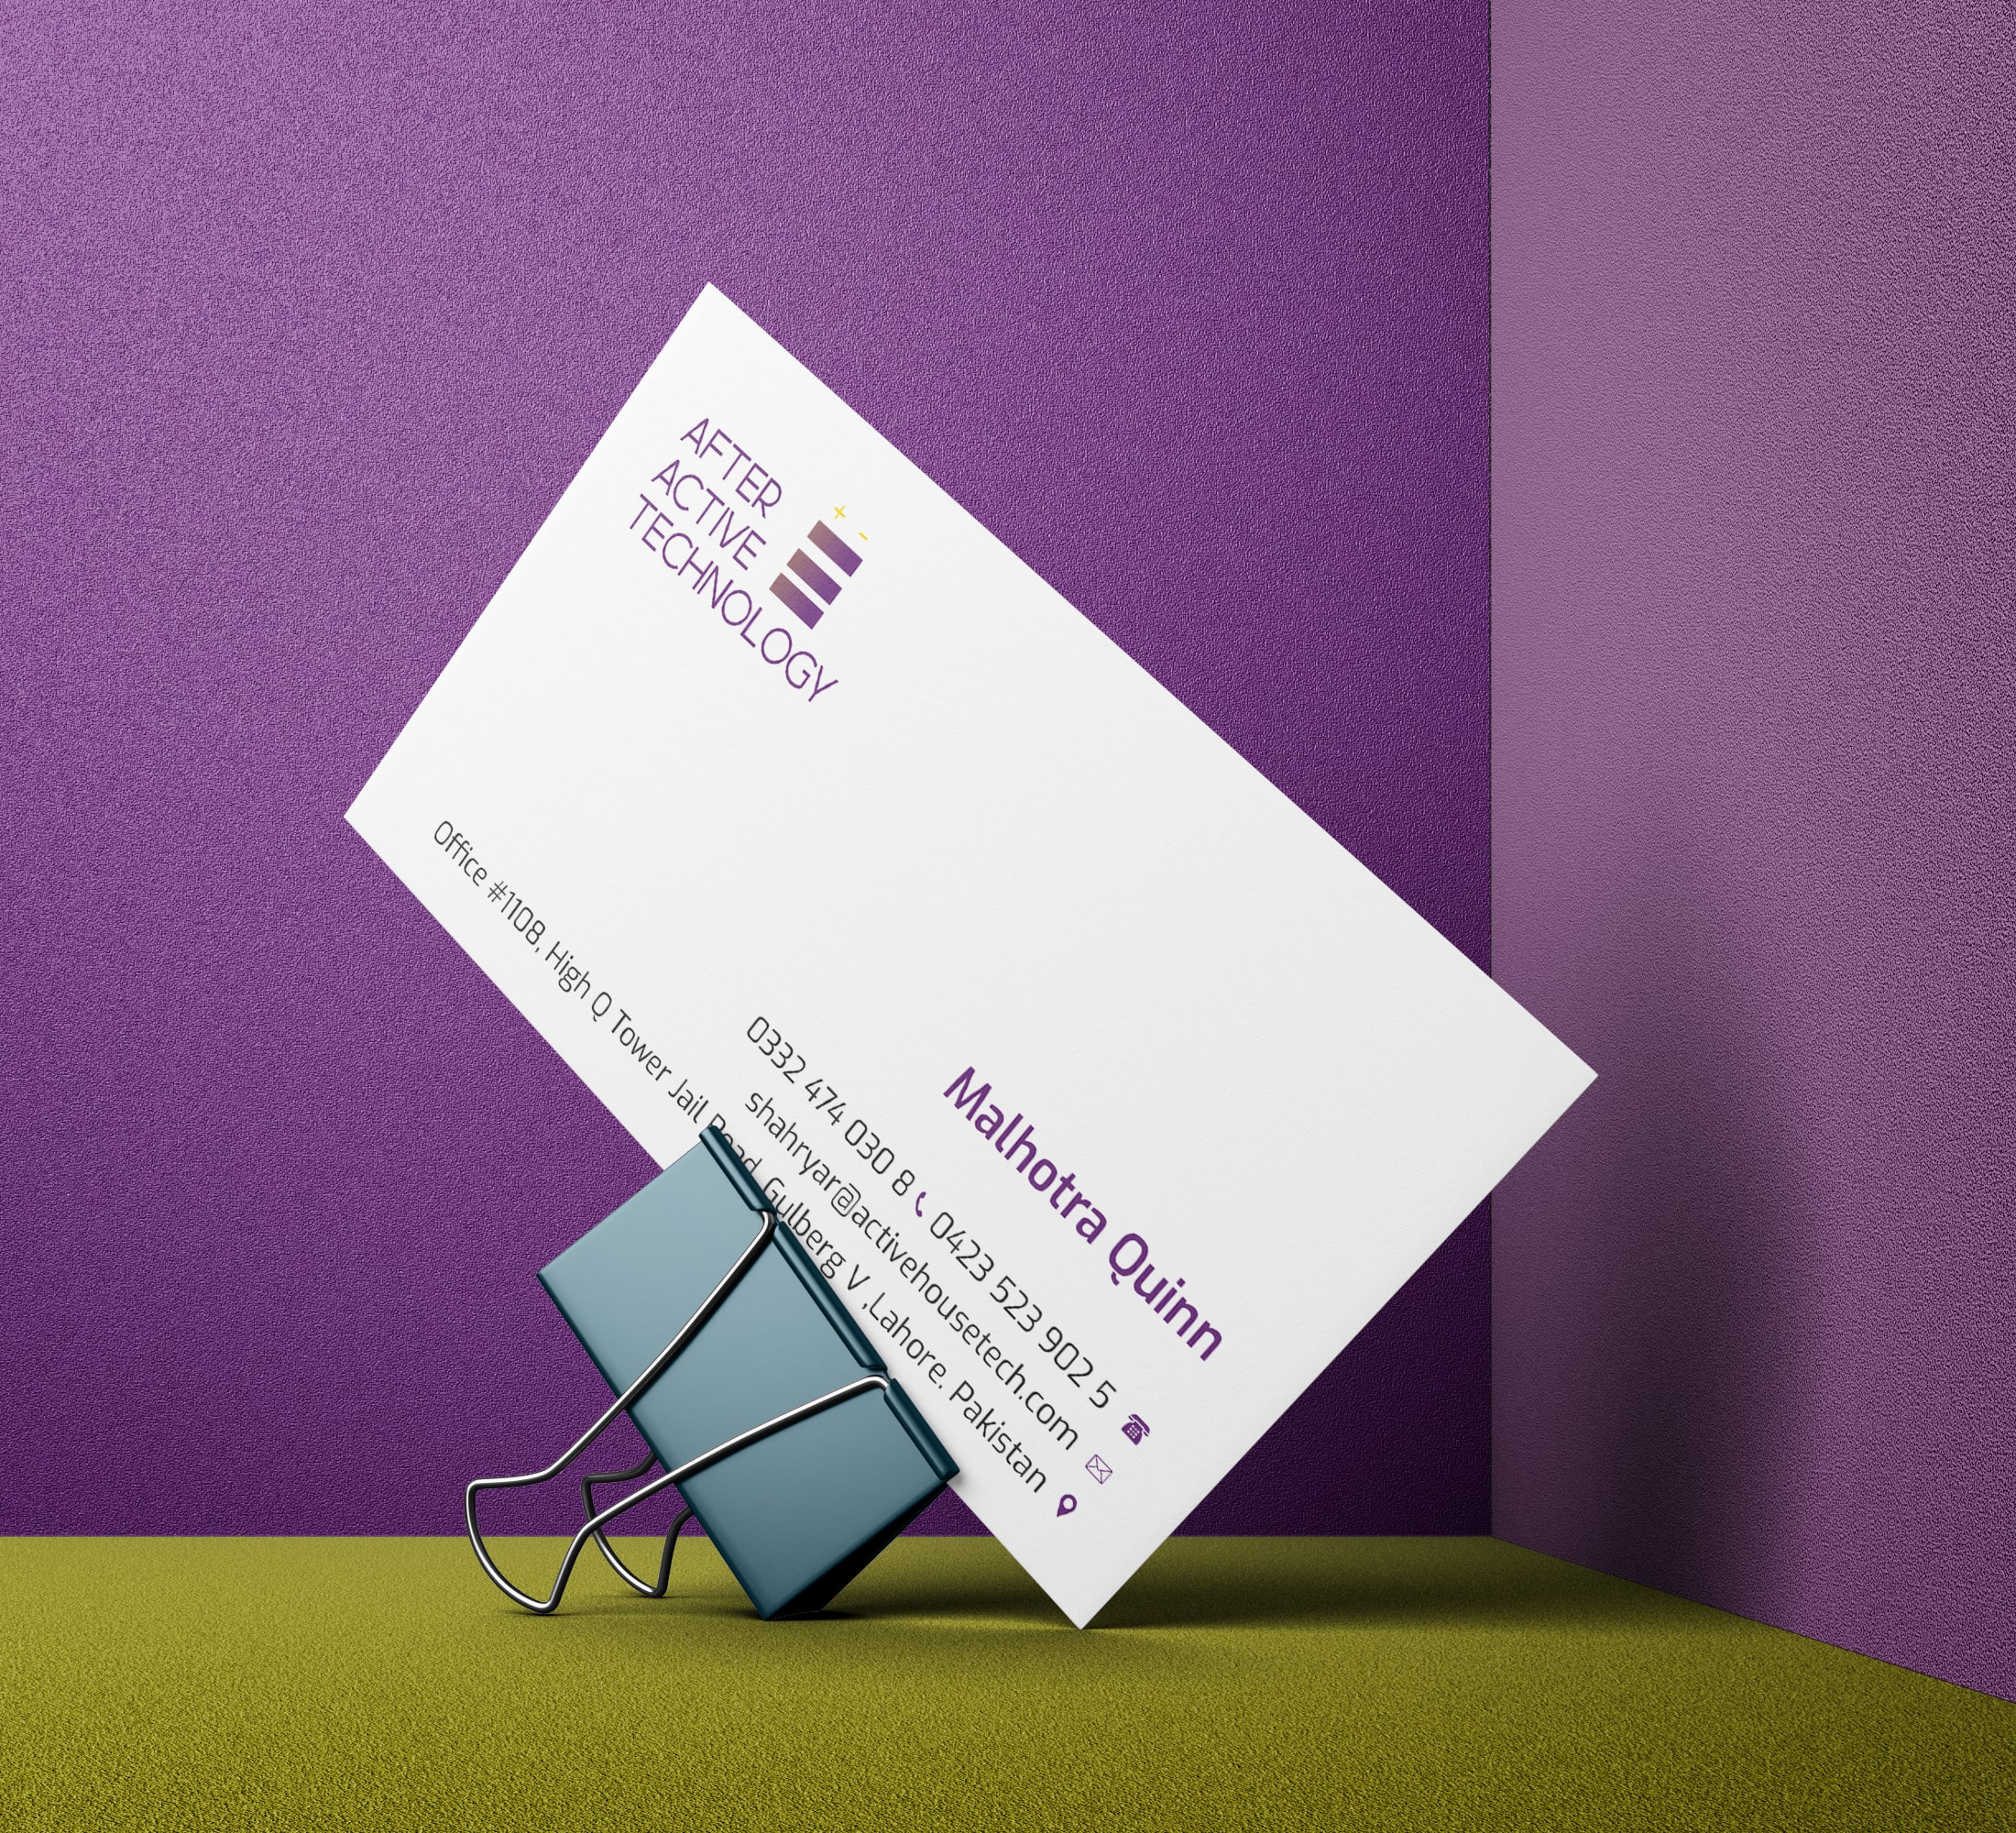 AFTER
ACTIVE
TECHNOLOGY
+ -
Malhotra Quinn
0332 474 030 8 0423 523 902 5
shahryar@activehousetech.com
Office #1108, High Q Tower Jail Road, Gulberg V ,Lahore. Pakistan